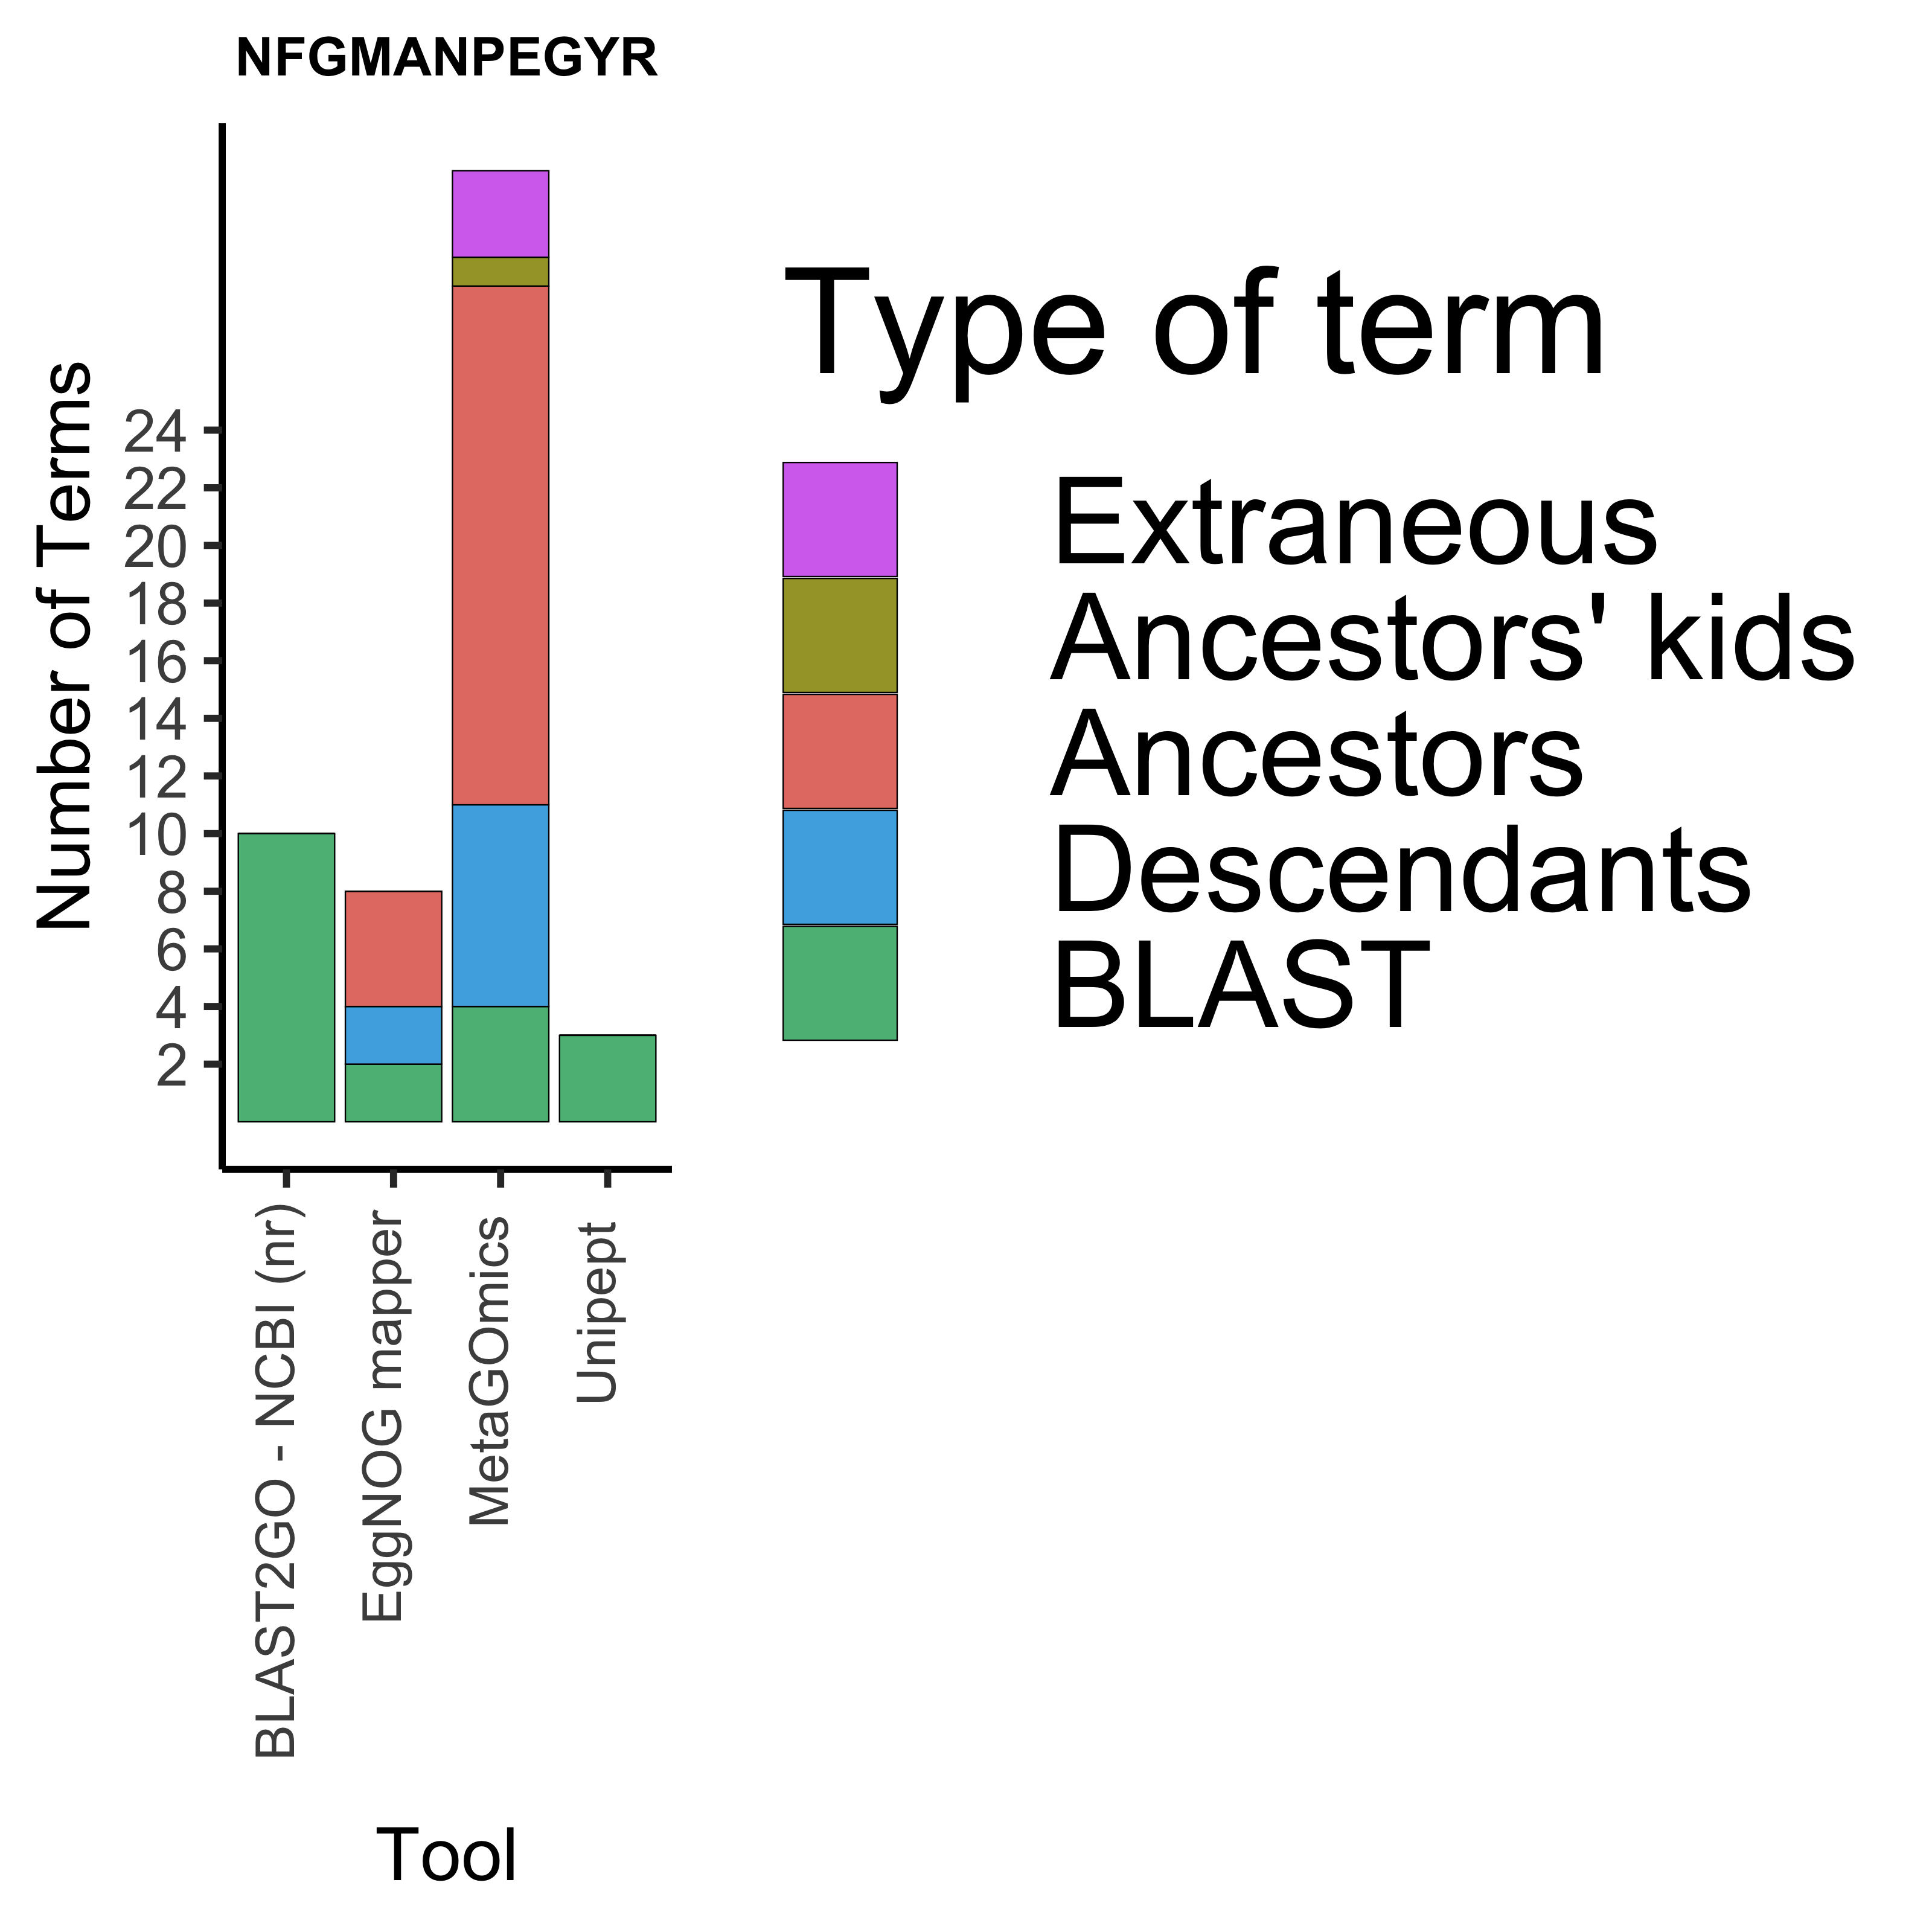 NFGMANPEGYR
Number of Terms
24
22
20
18
16
14
12
10
8
6
4
2
BLAST2GO - NCBI (nr)
EggNOG mapper
MetaGOmics
Unipept
Tool
Type of term
Extraneous
Ancestors' kids
Ancestors
Descendants
BLAST